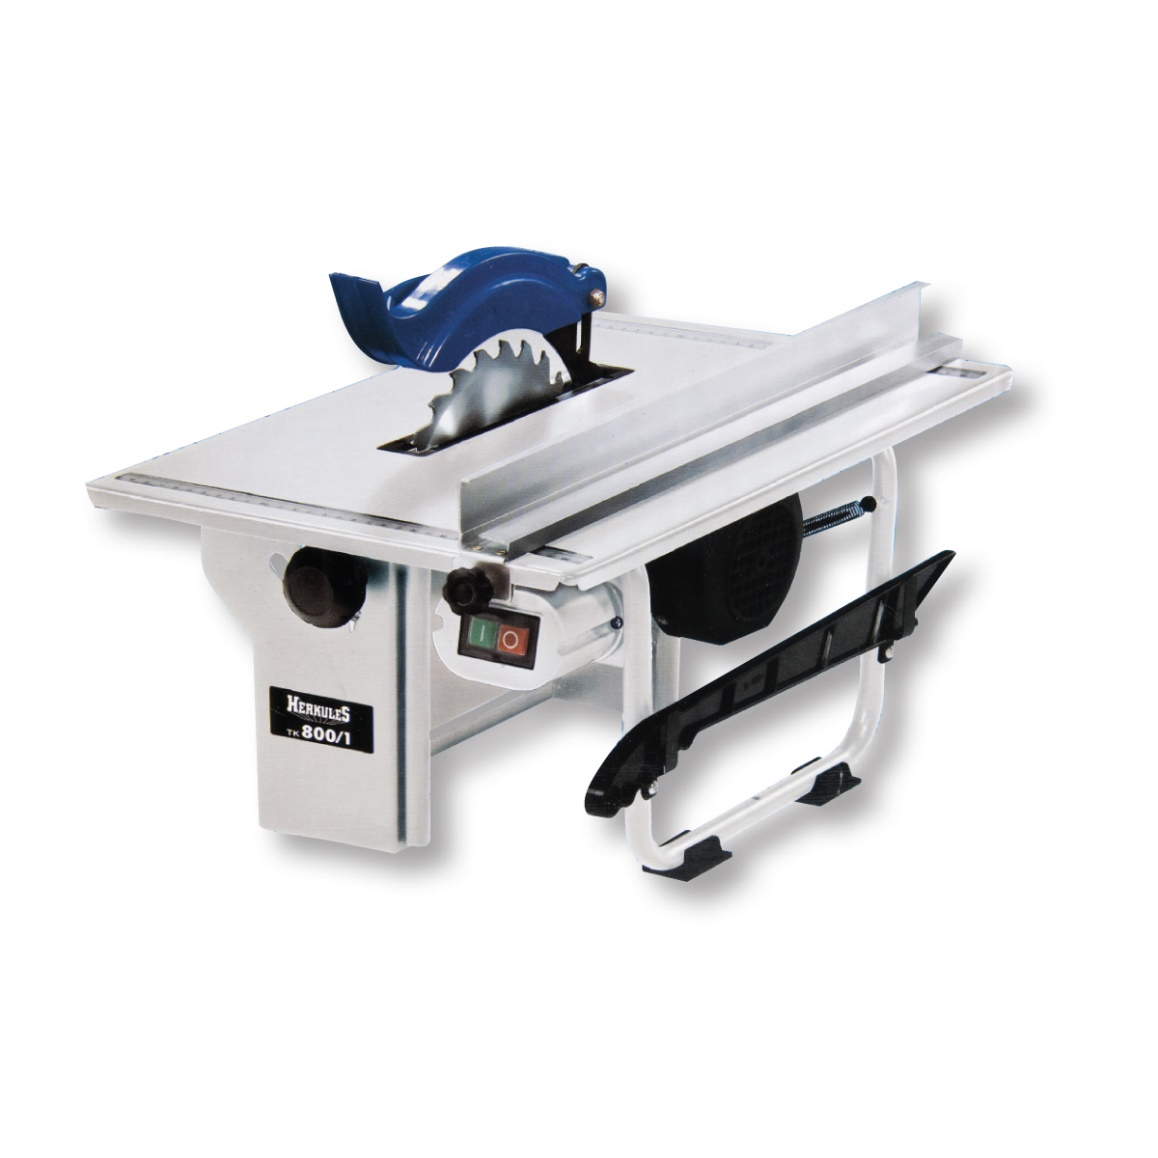 HERKULES
TK 800/1
I O